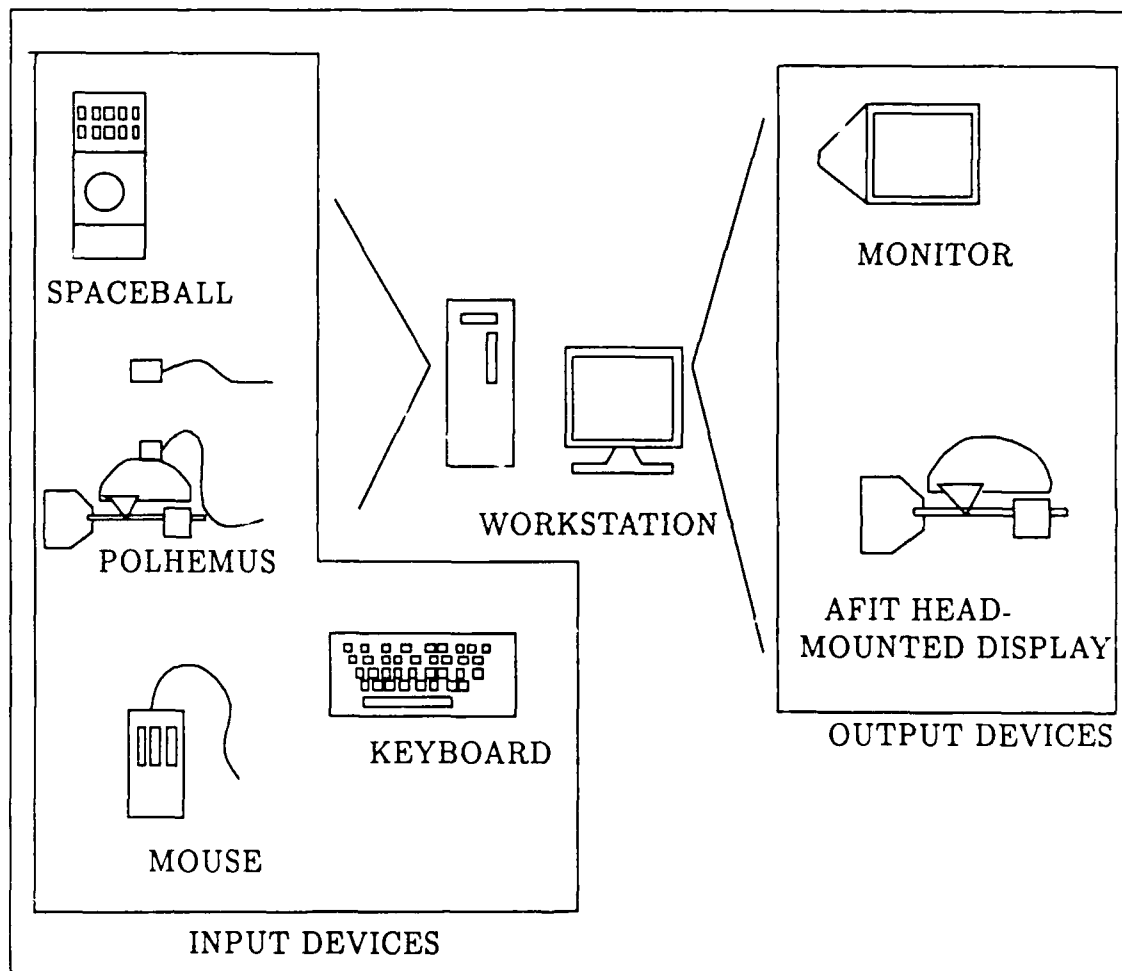 SPACEBALL
POLHEMUS
MOUSE
KEYBOARD
INPUT DEVICES
WORKSTATION
MONITOR
AFIT HEAD-
MOUNTED DISPLAY
OUTPUT DEVICES